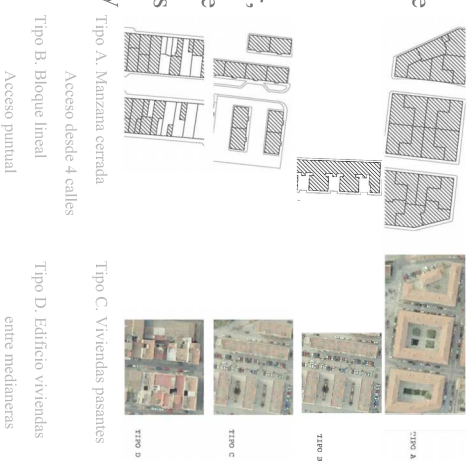 Tipo A. Manzana cerrada
Acceso desde 4 calles
Tipo B. Bloque lineal
Acceso puntual
Tipo C. Viviendas pasantes
Tipo D. Edificio viviendas
entre medianeras
TIPO A
TIPO B
TIPO C
TIPO D
e
,
e
s
y